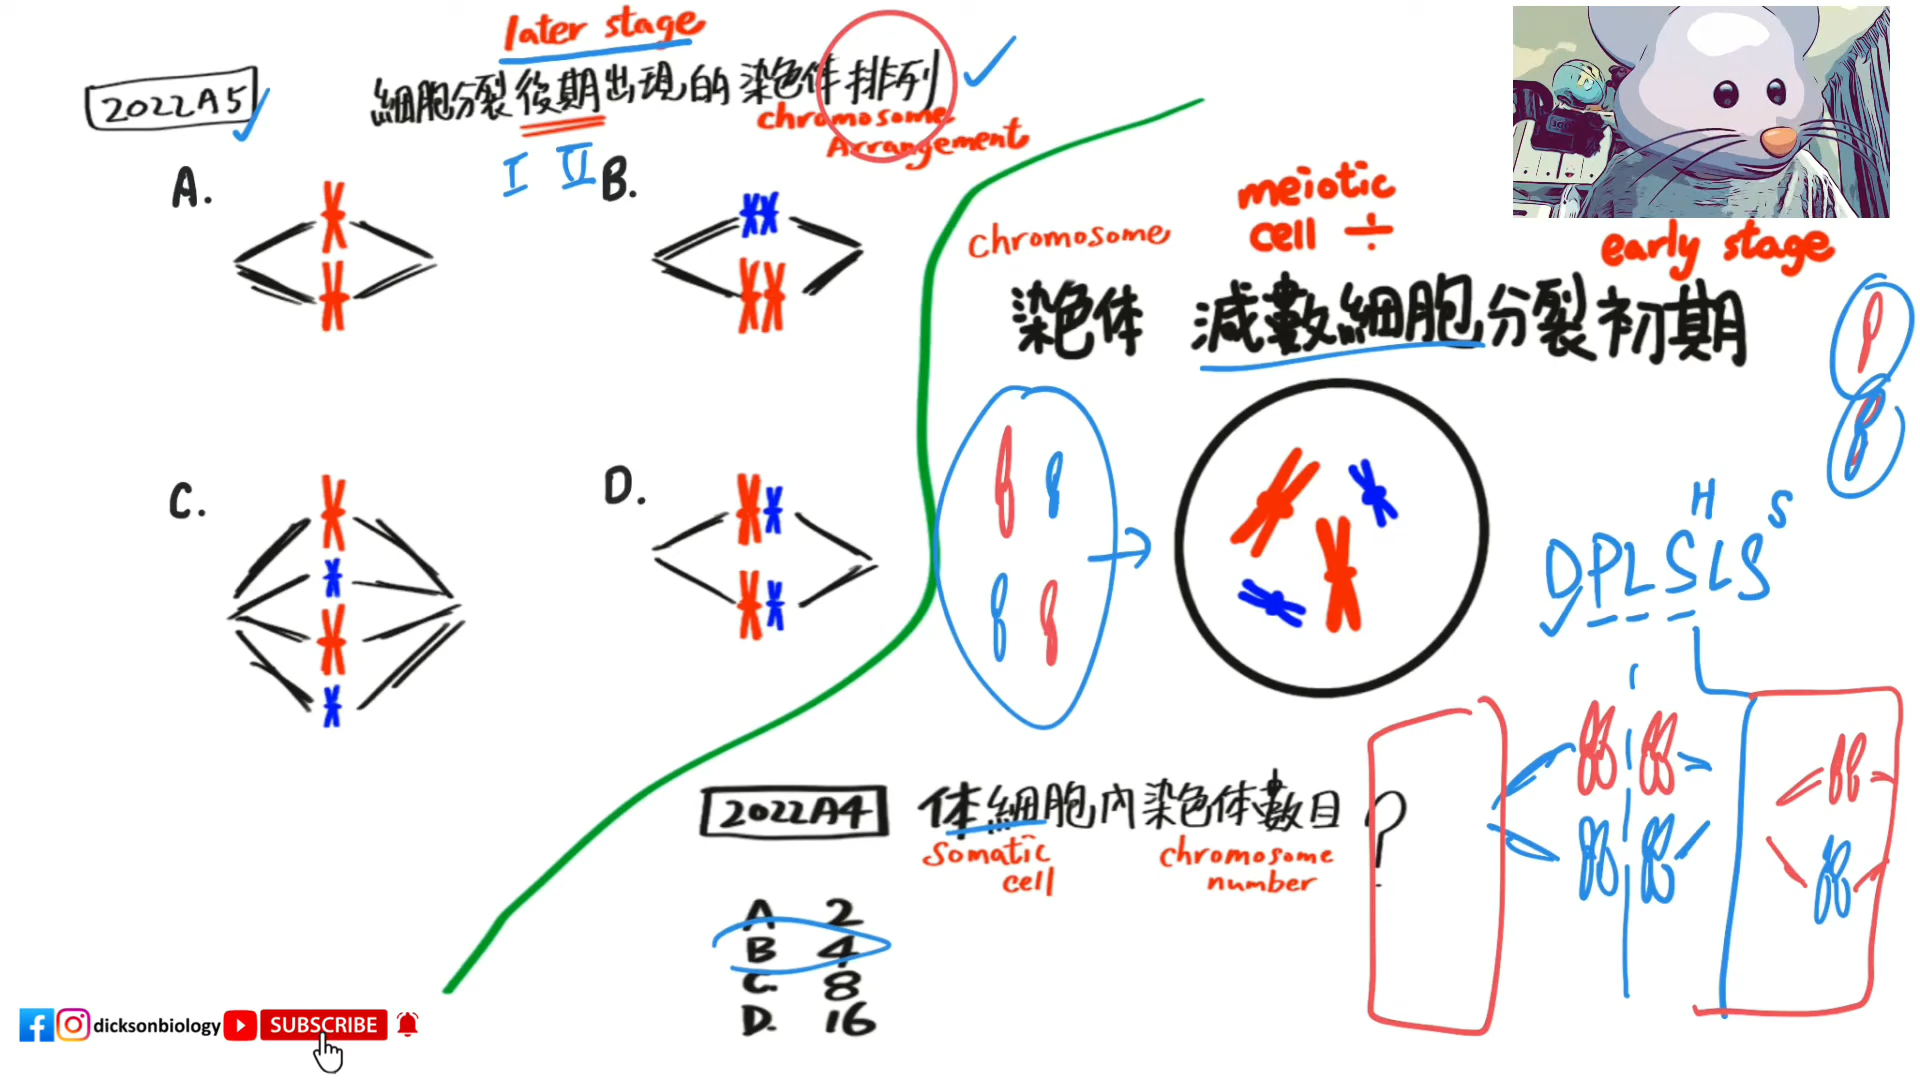 later stage
2022A5
細胞分裂後期出現的染色体排列
chromosome
Arrangement
I II
A.
B.
C.
D.
meiotic
cell ÷
chromosome
early stage
染色体 減數細胞分裂初期
H
S
DPLSLS
2022A4
体細胞內染色体數目?
somatic
cell
chromosome
number
A 2
B 4
C. 8
D. 16
dicksonbiology
SUBSCRIBE